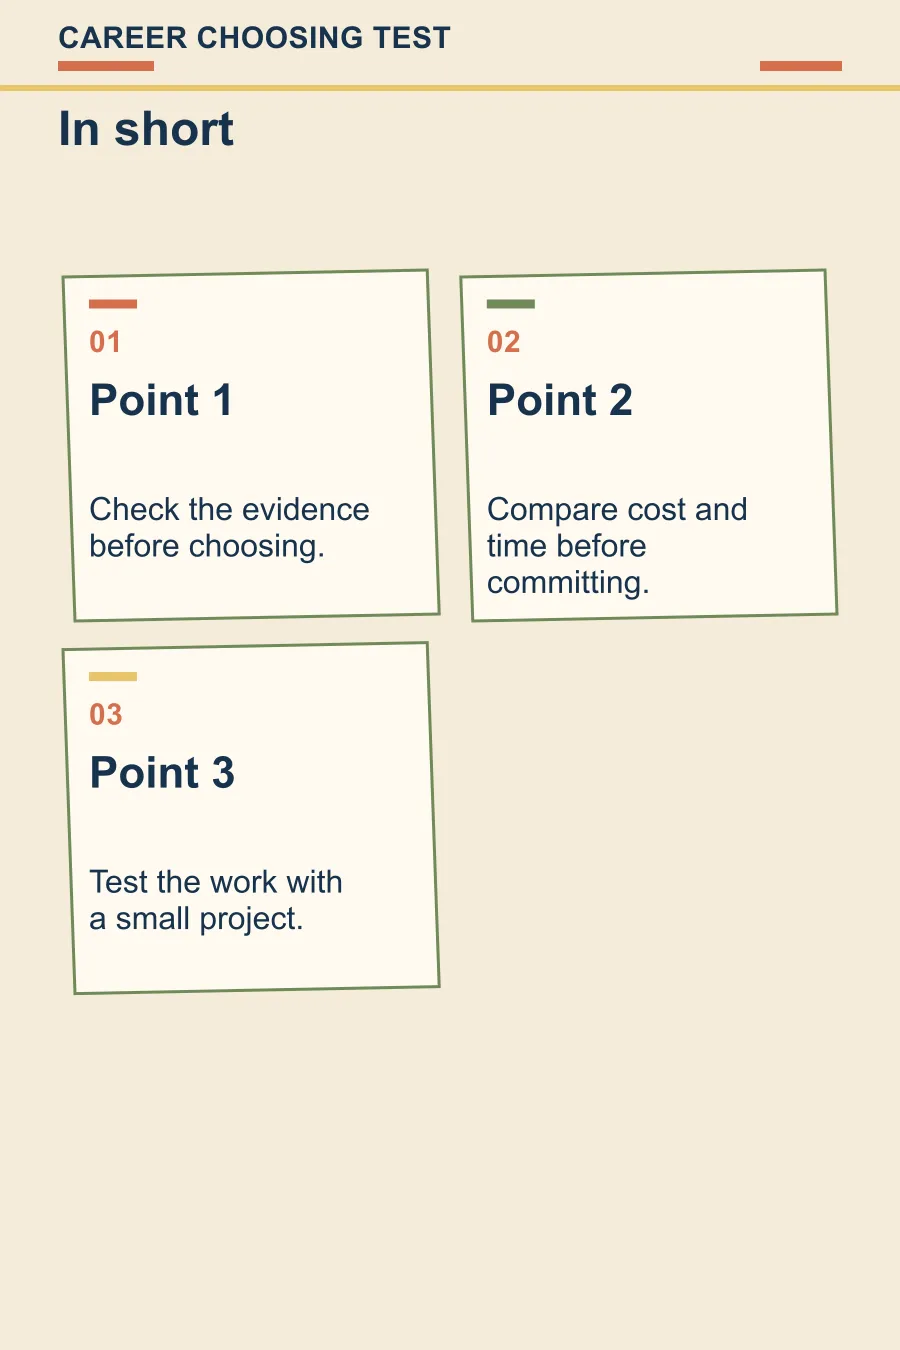 CAREER CHOOSING TEST
In short
01
Point 1
Check the evidence
before choosing.
02
Point 2
Compare cost and
time before
committing.
03
Point 3
Test the work with
a small project.